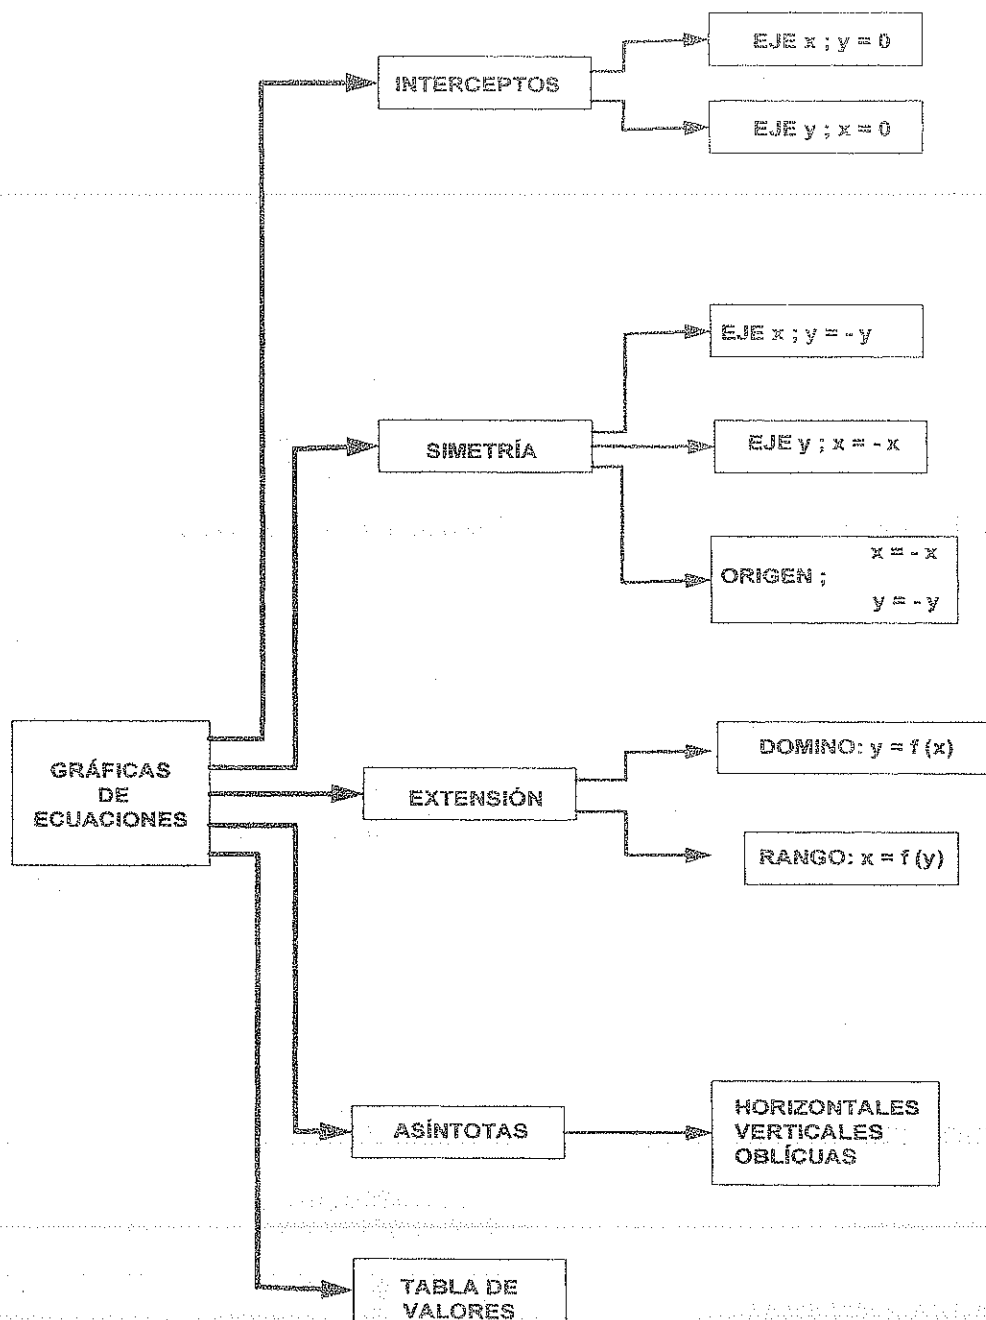 EJE x ; y = 0
INTERCEPTOS
EJE y ; x = 0
EJE x ; y = - y
SIMETRÍA
EJE y ; x = - x
x = - x
ORIGEN ;
y = - y
GRÁFICAS
DE
ECUACIONES
DOMINO: y = f (x)
EXTENSIÓN
RANGO: x = f (y)
ASÍNTOTAS
HORIZONTALES
VERTICALES
OBLÍCUAS
TABLA DE
VALORES